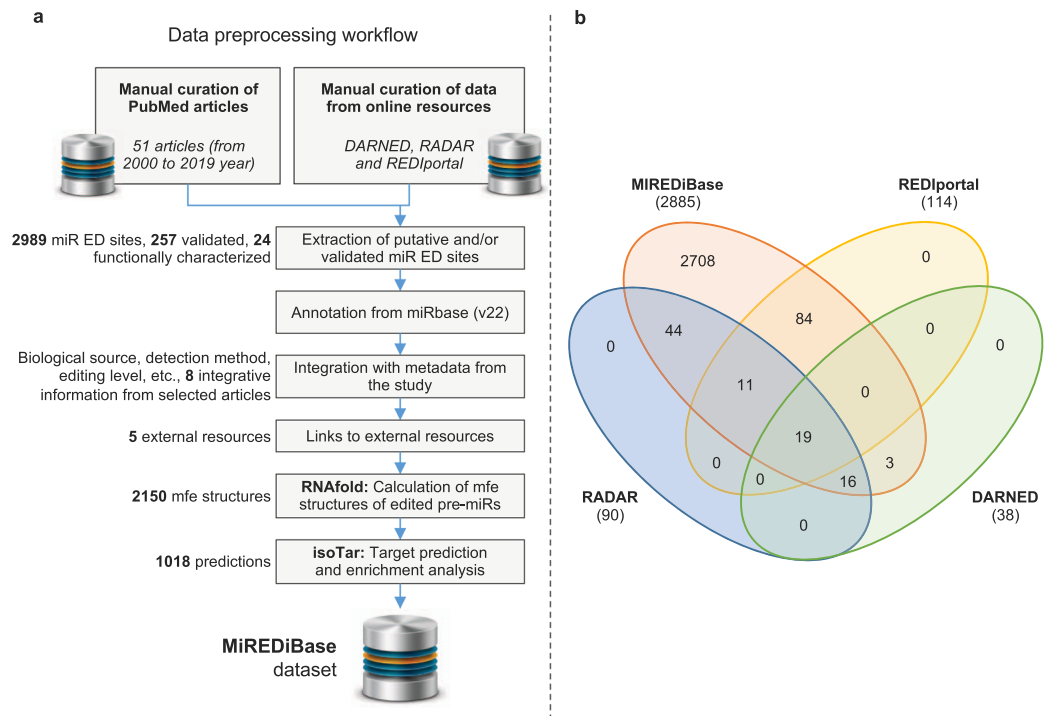 a
Data preprocessing workflow
Manual curation of
PubMed articles
51 articles (from
2000 to 2019 year)
Manual curation of data
from online resources
DARNED, RADAR
and REDIportal
2989 miR ED sites, 257 validated, 24
functionally characterized
Extraction of putative and/or
validated miR ED sites
Annotation from miRbase (v22)
Biological source, detection method,
editing level, etc., 8 integrative
information from selected articles
Integration with metadata from
the study
5 external resources
Links to external resources
2150 mfe structures
RNAfold: Calculation of mfe
structures of edited pre-miRs
1018 predictions
isoTar: Target prediction
and enrichment analysis
MiREDiBase
dataset
b
MIREDiBase
(2885)
REDIportal
(114)
2708
0
44
84
0
0
0
11
0
19
0
0
16
3
RADAR
(90)
DARNED
(38)
0